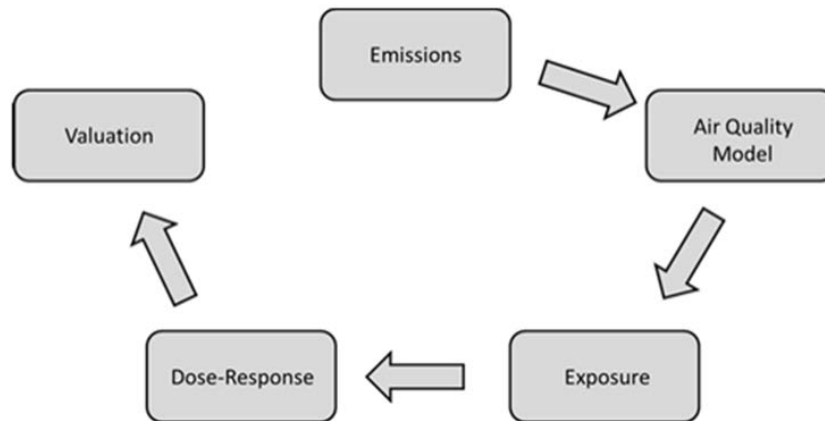 Emissions
Air Quality
Model
Exposure
Dose-Response
Valuation